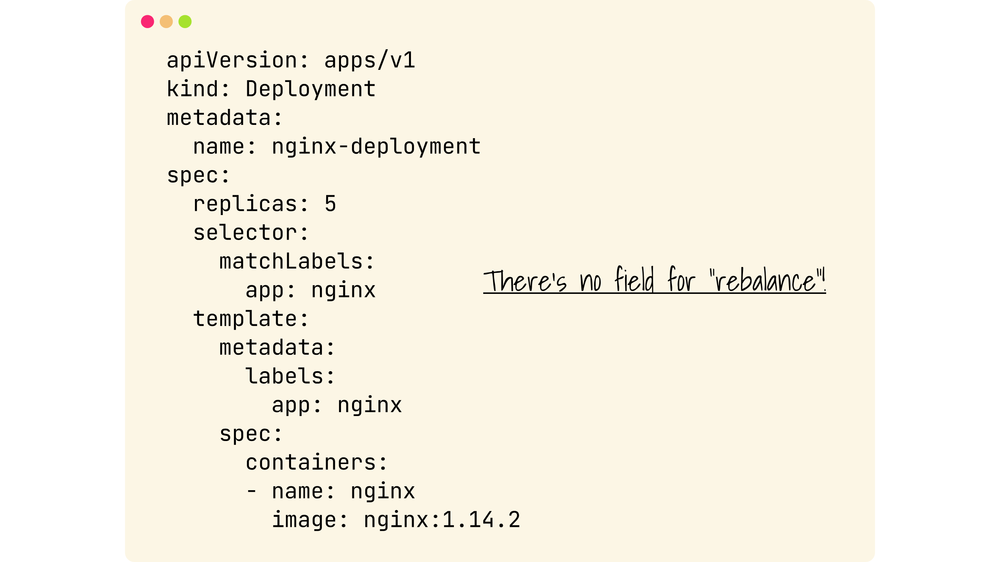 apiVersion: apps/v1
kind: Deployment
metadata:
  name: nginx-deployment
spec:
  replicas: 5
  selector:
    matchLabels:
      app: nginx
There's no field for "rebalance"!
  template:
    metadata:
      labels:
        app: nginx
    spec:
      containers:
      - name: nginx
        image: nginx:1.14.2